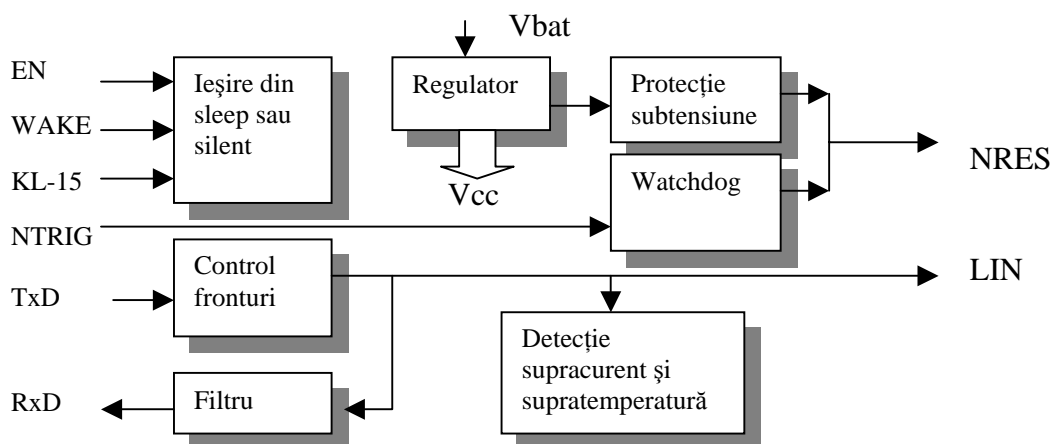 Vbat
EN
WAKE
KL-15
NTRIG
TxD
RxD
Ieşire din
sleep sau
silent
Regulator
Vcc
Protecţie
subtensiune
Watchdog
NRES
Control
fronturi
LIN
Detecţie
supracurent şi
supratemperatură
Filtru